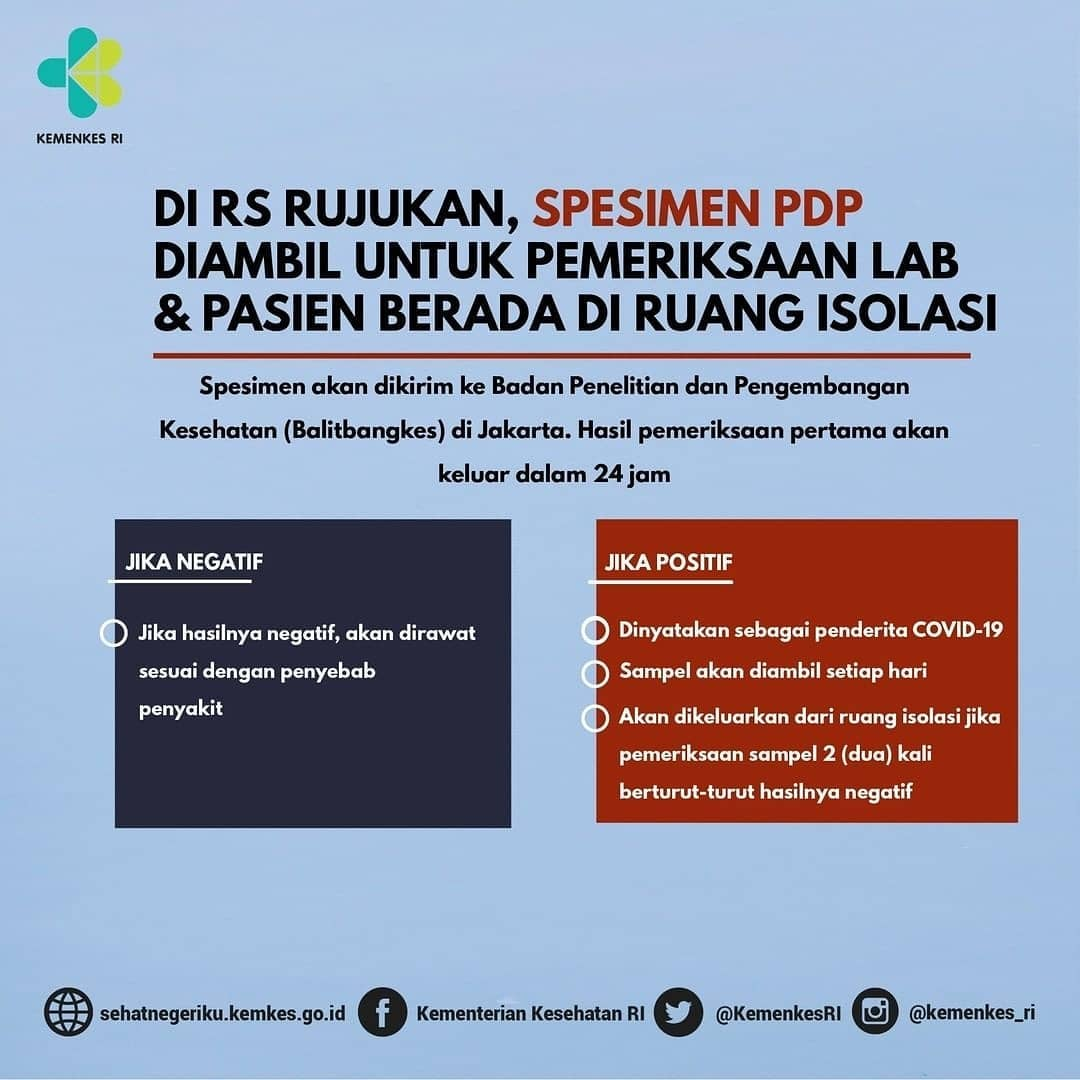 KEMENKES RI
DI RS RUJUKAN, SPESIMEN PDP
DIAMBIL UNTUK PEMERIKSAAN LAB
& PASIEN BERADA DI RUANG ISOLASI
Spesimen akan dikirim ke Badan Penelitian dan Pengembangan
Kesehatan (Balitbangkes) di Jakarta. Hasil pemeriksaan pertama akan
keluar dalam 24 jam
JIKA NEGATIF
Jika hasilnya negatif, akan dirawat
sesuai dengan penyebab
penyakit
JIKA POSITIF
Dinyatakan sebagai penderita COVID-19
Sampel akan diambil setiap hari
Akan dikeluarkan dari ruang isolasi jika
pemeriksaan sampel 2 (dua) kali
berturut-turut hasilnya negatif
sehatnegeriku.kemkes.go.id Kementerian Kesehatan RI @KemenkesRI @kemenkes_ri